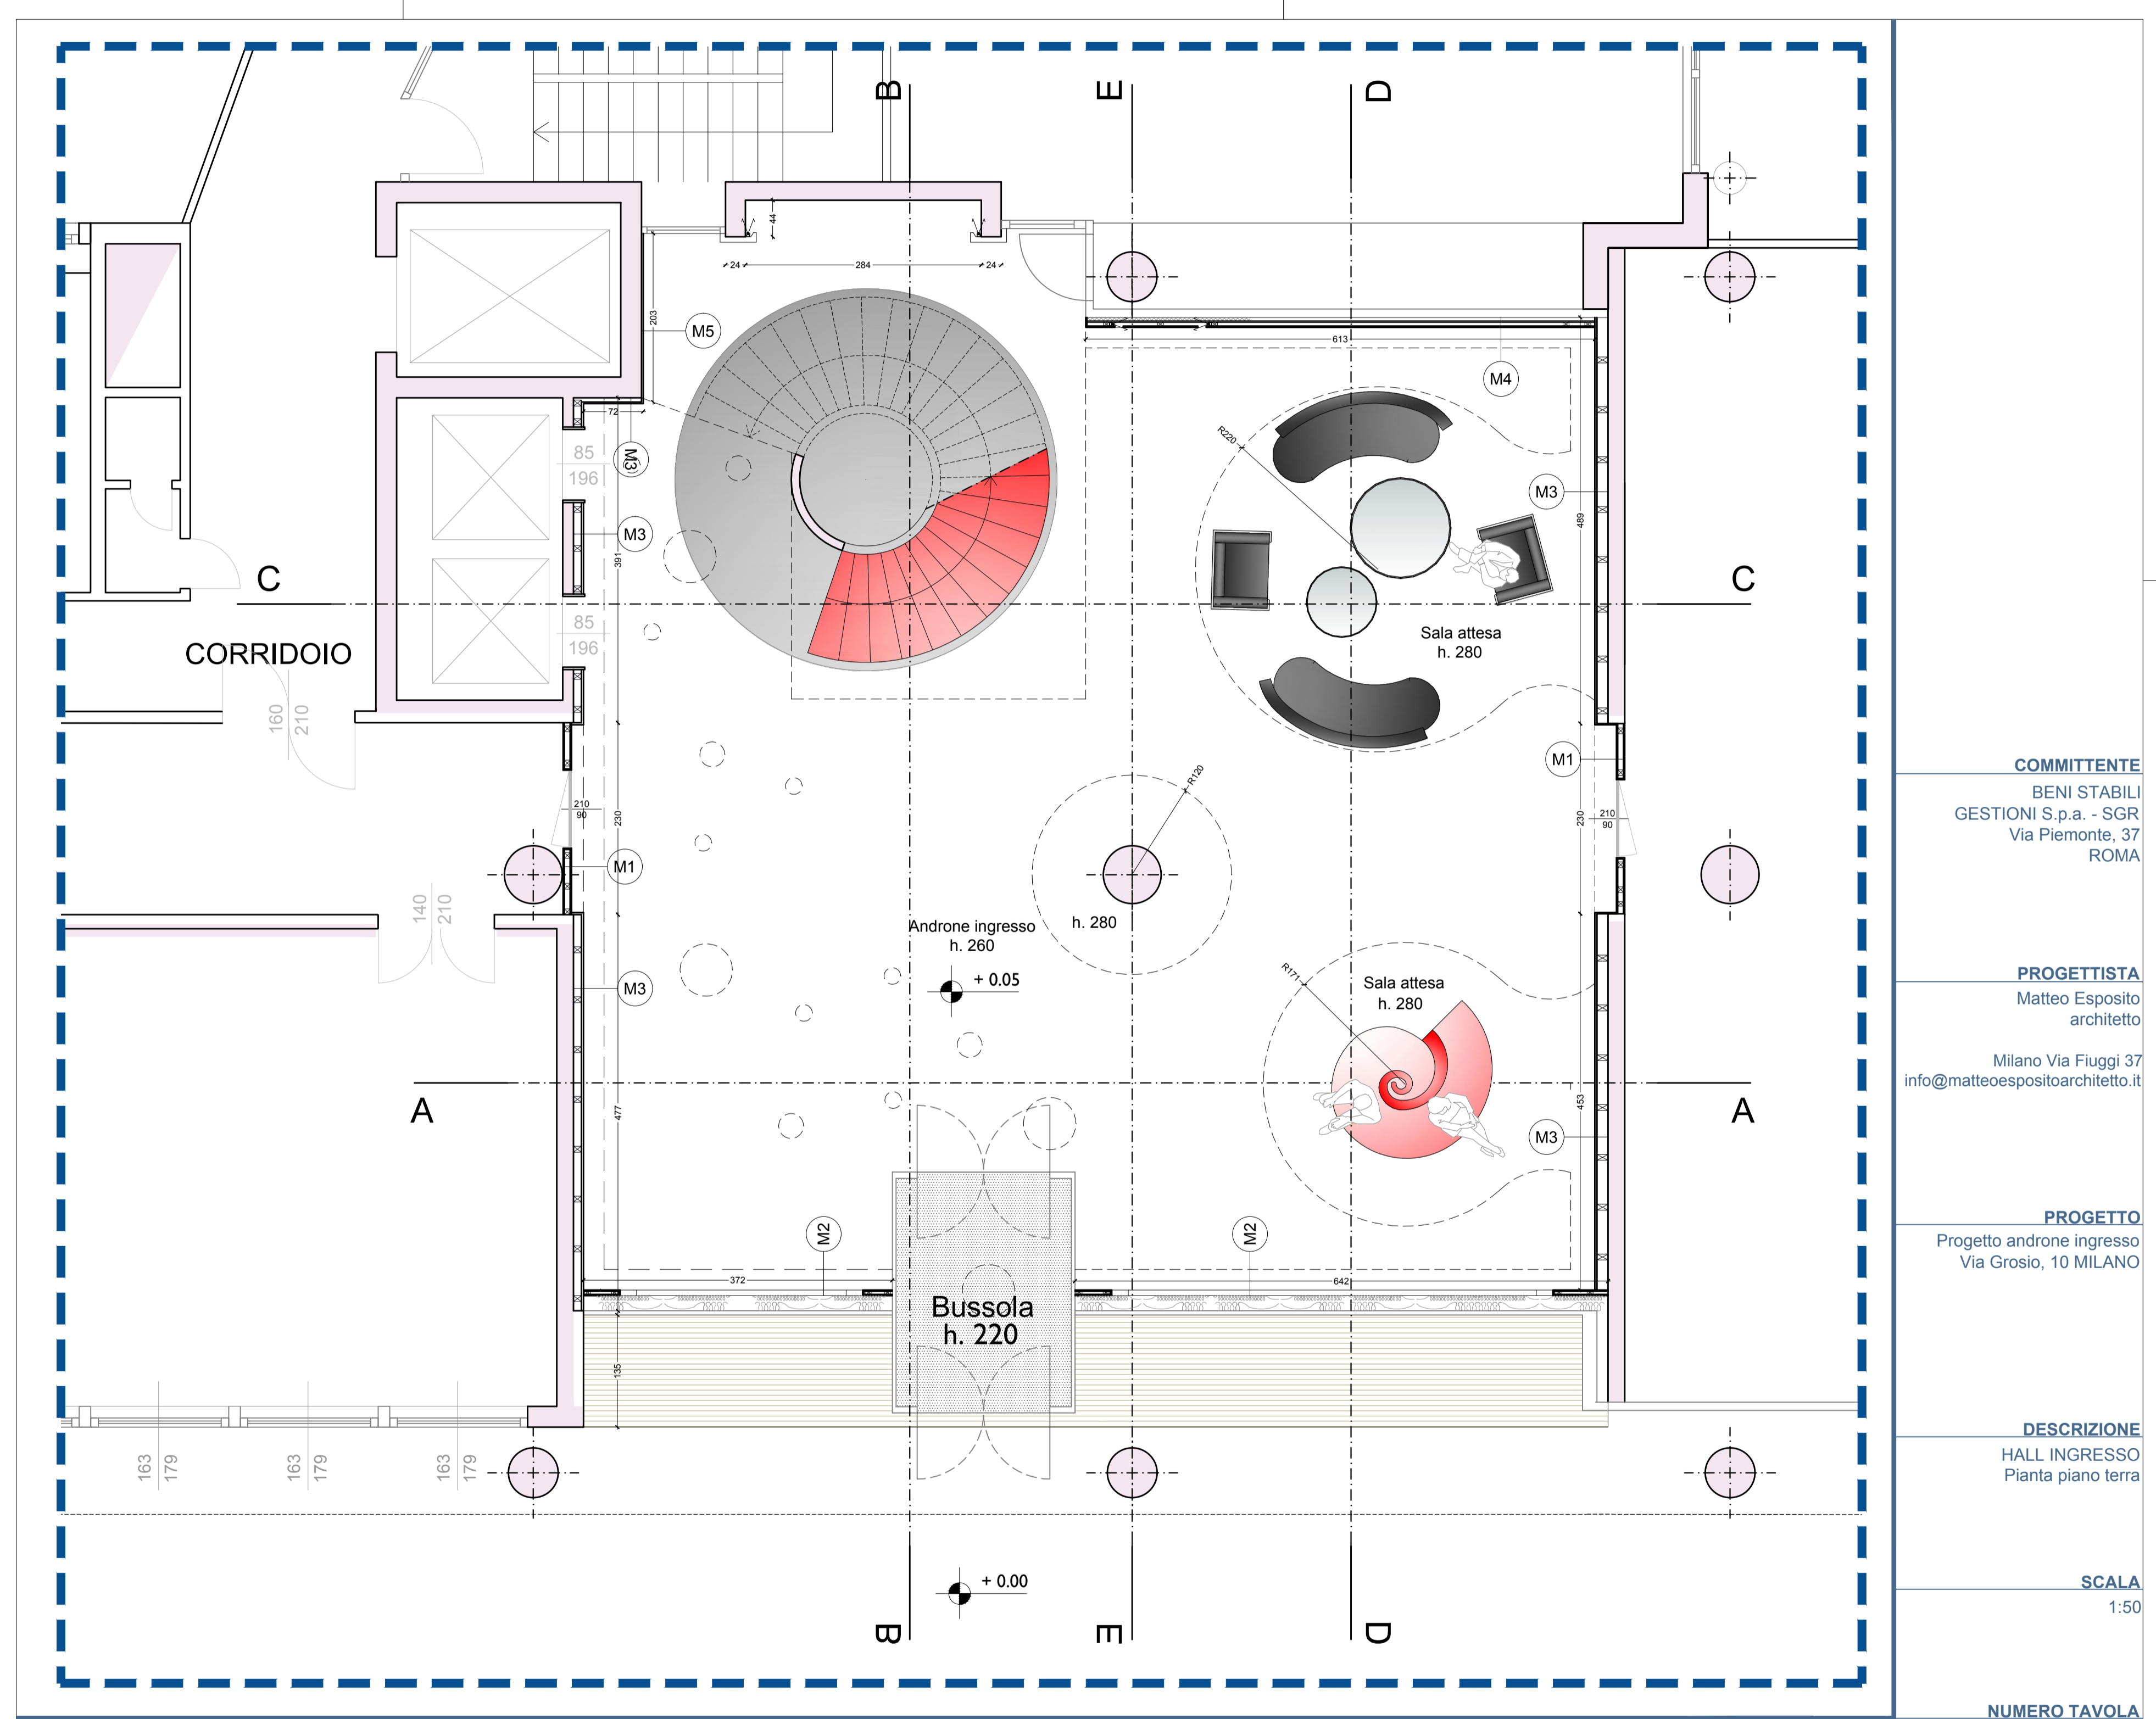 B
E
D
44
24
284
24
203
M5
613
M4
72
R220
85
196
M3
M3
M3
489
391
C
C
85
196
Sala attesa
h. 280
CORRIDOIO
160
210
M1
R120
210
90
230
230
210
90
M1
140
210
Androne ingresso
h. 260
h. 280
+ 0.05
M3
Sala attesa
h. 280
R171
A
A
477
453
M3
M2
M2
372
642
Bussola
h. 220
135
163
179
163
179
163
179
+ 0.00
B
E
D
COMMITTENTE
BENI STABILI
GESTIONI S.p.a. - SGR
Via Piemonte, 37
ROMA
PROGETTISTA
Matteo Esposito
architetto
Milano Via Fiuggi 37
info@matteoespositoarchitetto.it
PROGETTO
Progetto androne ingresso
Via Grosio, 10 MILANO
DESCRIZIONE
HALL INGRESSO
Pianta piano terra
SCALA
1:50
NUMERO TAVOLA